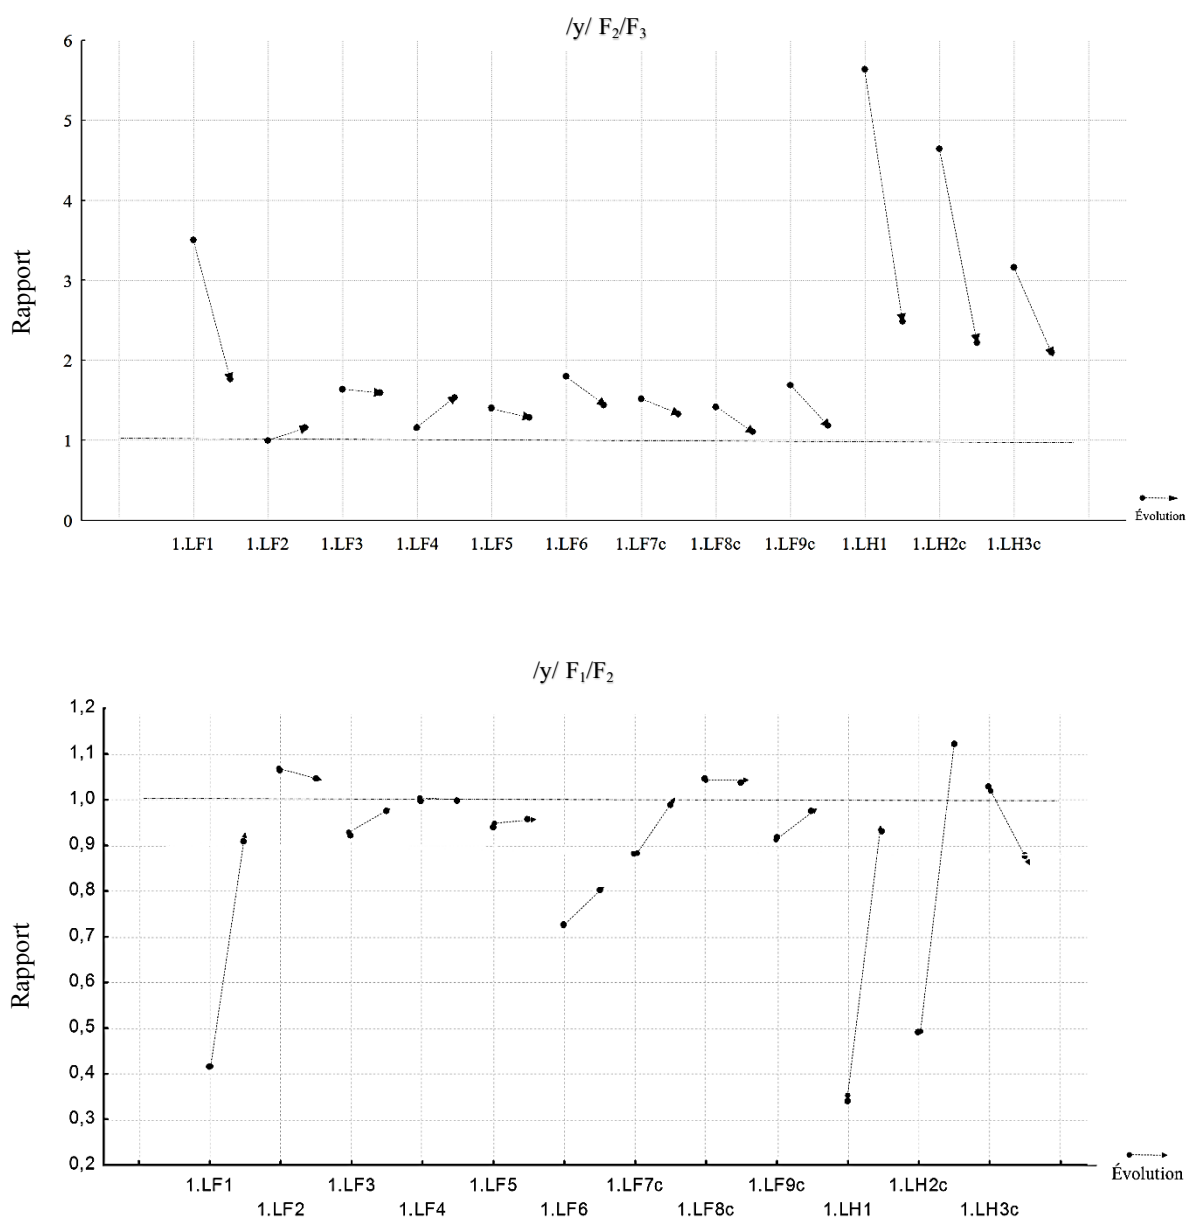 /y/ F2/F3
6
5
4
3
2
1
0
Rapport
1.LF1 1.LF2 1.LF3 1.LF4 1.LF5 1.LF6 1.LF7c 1.LF8c 1.LF9c 1.LH1 1.LH2c 1.LH3c
Évolution
/y/ F1/F2
1,2
1,1
1,0
0,9
0,8
0,7
0,6
0,5
0,4
0,3
0,2
Rapport
1.LF1 1.LF3 1.LF5 1.LF7c 1.LF9c 1.LH2c
1.LF2 1.LF4 1.LF6 1.LF8c 1.LH1 1.LH3c
Évolution